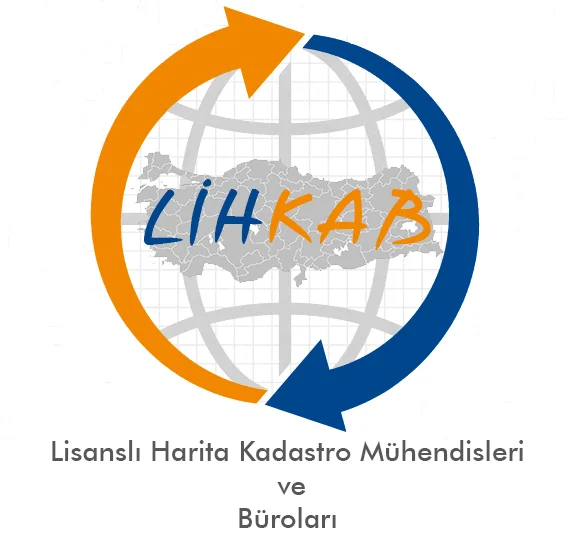 LİHKAB
Lisanslı Harita Kadastro Mühendisleri
ve
Büroları